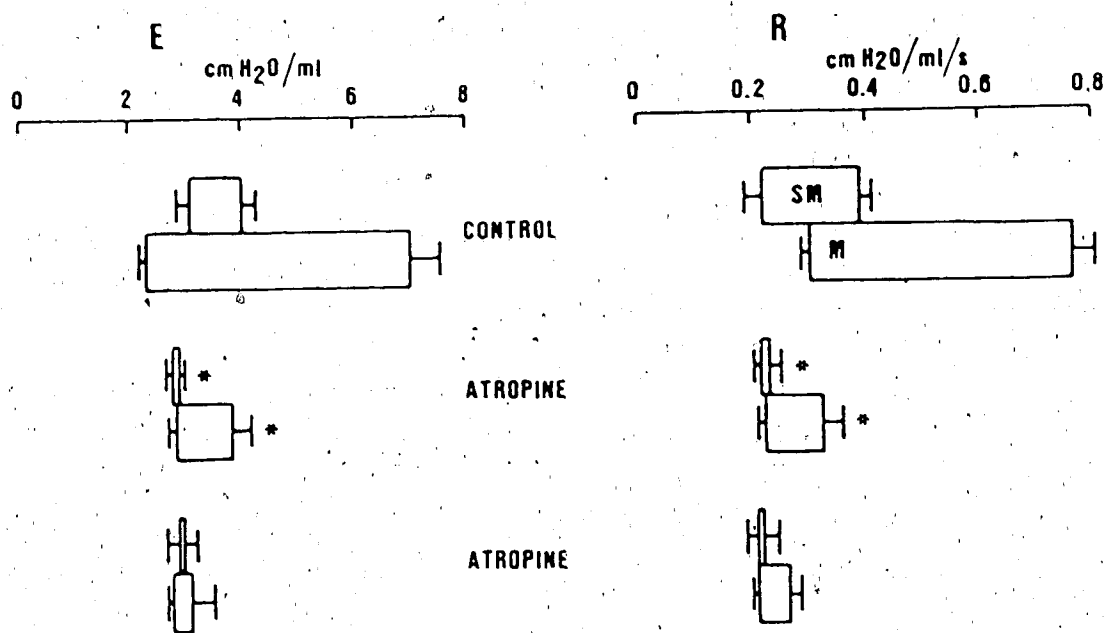 E
cm H2O/ml
0 2 4 6 8
R
cm H2O/ml/s
0 0.2 0.4 0.6 0.8
CONTROL
SM
M
*
*
ATROPINE
*
*
ATROPINE